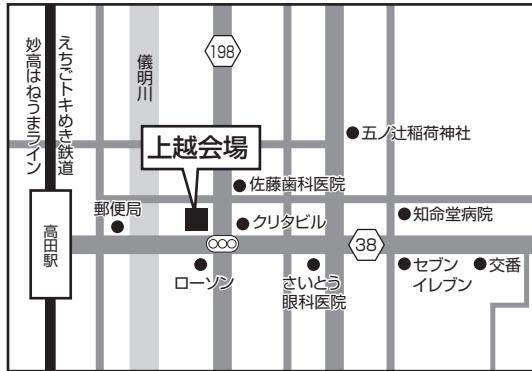 妙高はねうまライン
えちごトキめき鉄道
儀明川
198
五ノ辻稲荷神社
上越会場
佐藤歯科医院
郵便局
クリタビル
知命堂病院
高田駅
38
ローソン
さいとう
眼科医院
セブン
イレブン
交番